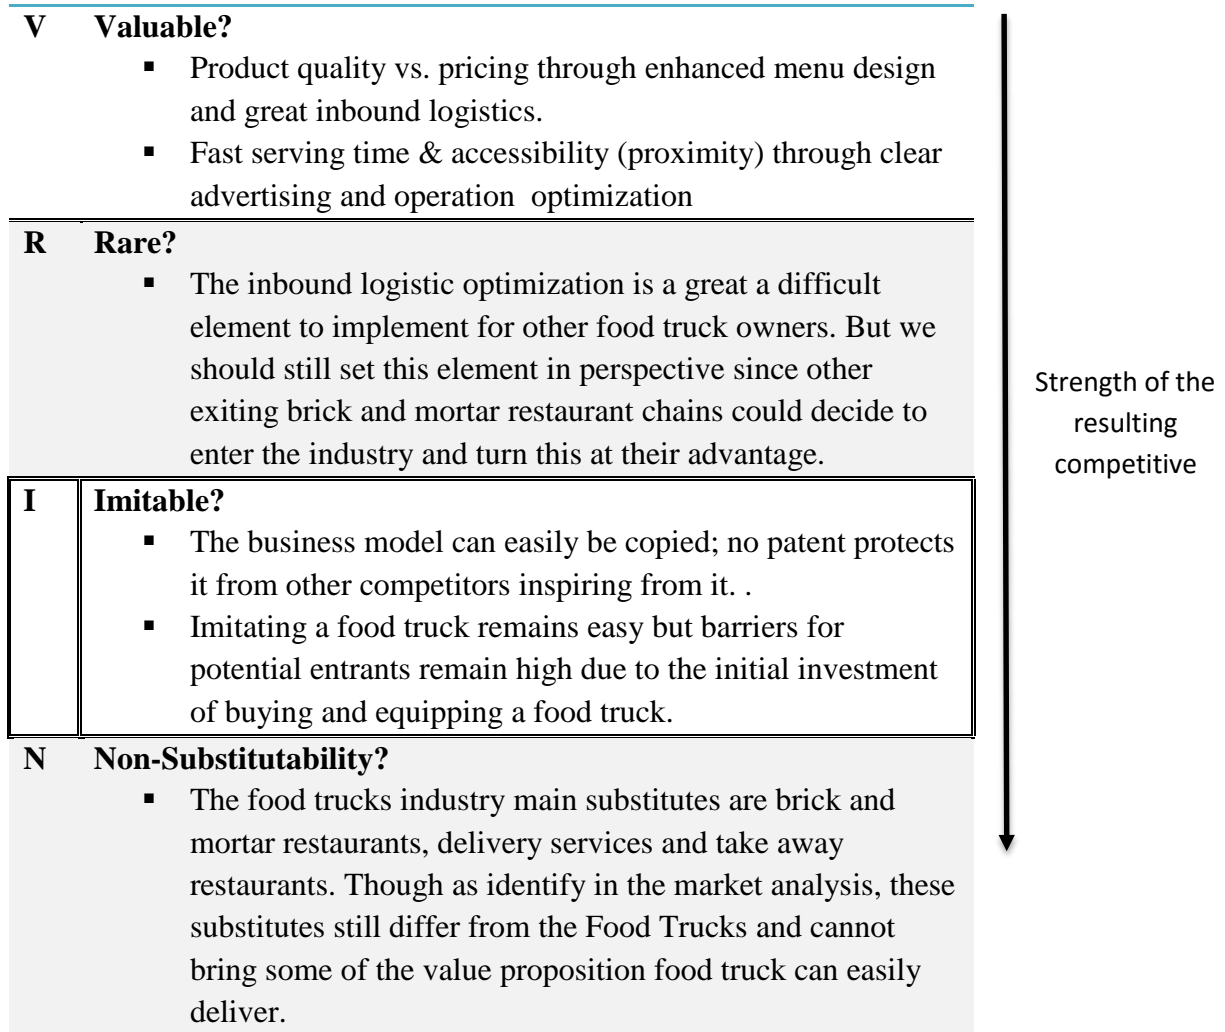 V Valuable?
▪ Product quality vs. pricing through enhanced menu design
and great inbound logistics.
▪ Fast serving time & accessibility (proximity) through clear
advertising and operation optimization
R Rare?
▪ The inbound logistic optimization is a great a difficult
element to implement for other food truck owners. But we
should still set this element in perspective since other
exiting brick and mortar restaurant chains could decide to
enter the industry and turn this at their advantage.
I Imitable?
▪ The business model can easily be copied; no patent protects
it from other competitors inspiring from it. .
▪ Imitating a food truck remains easy but barriers for
potential entrants remain high due to the initial investment
of buying and equipping a food truck.
N Non-Substitutability?
▪ The food trucks industry main substitutes are brick and
mortar restaurants, delivery services and take away
restaurants. Though as identify in the market analysis, these
substitutes still differ from the Food Trucks and cannot
bring some of the value proposition food truck can easily
deliver.
Strength of the
resulting
competitive